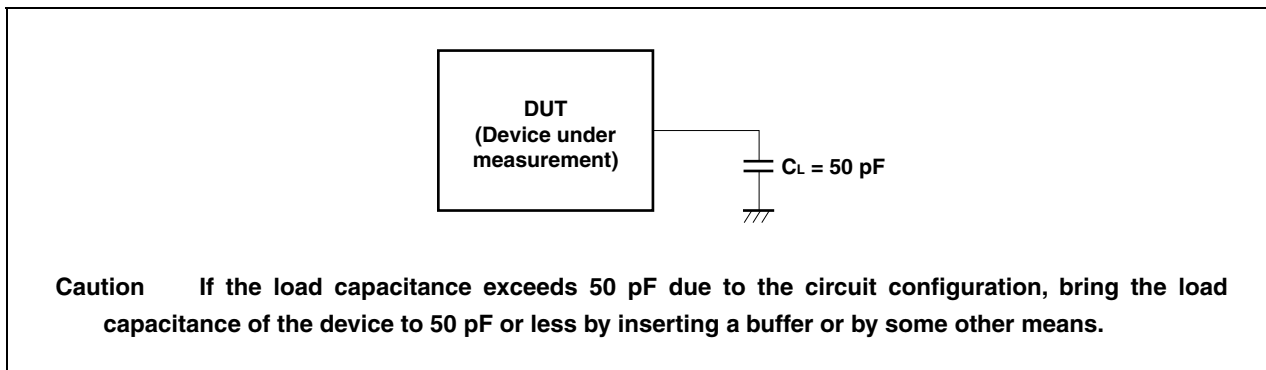 DUT
(Device under
measurement)
CL = 50 pF
Caution If the load capacitance exceeds 50 pF due to the circuit configuration, bring the load
capacitance of the device to 50 pF or less by inserting a buffer or by some other means.